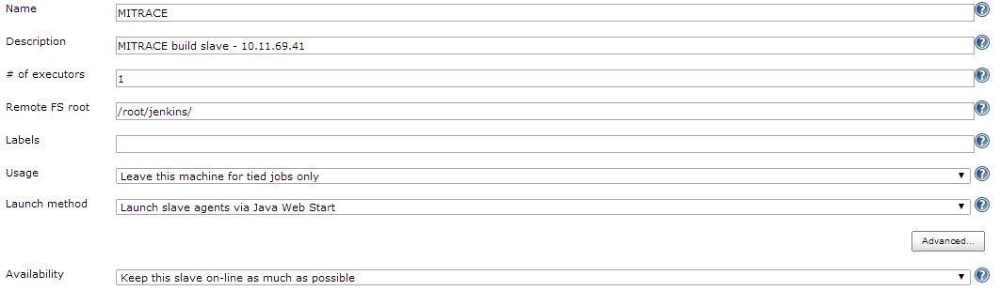 Name MITRACE
Description MITRACE build slave - 10.11.69.41
# of executors 1
Remote FS root /root/jenkins/
Labels
Usage Leave this machine for tied jobs only
Launch method Launch slave agents via Java Web Start
Advanced...
Availability Keep this slave on-line as much as possible